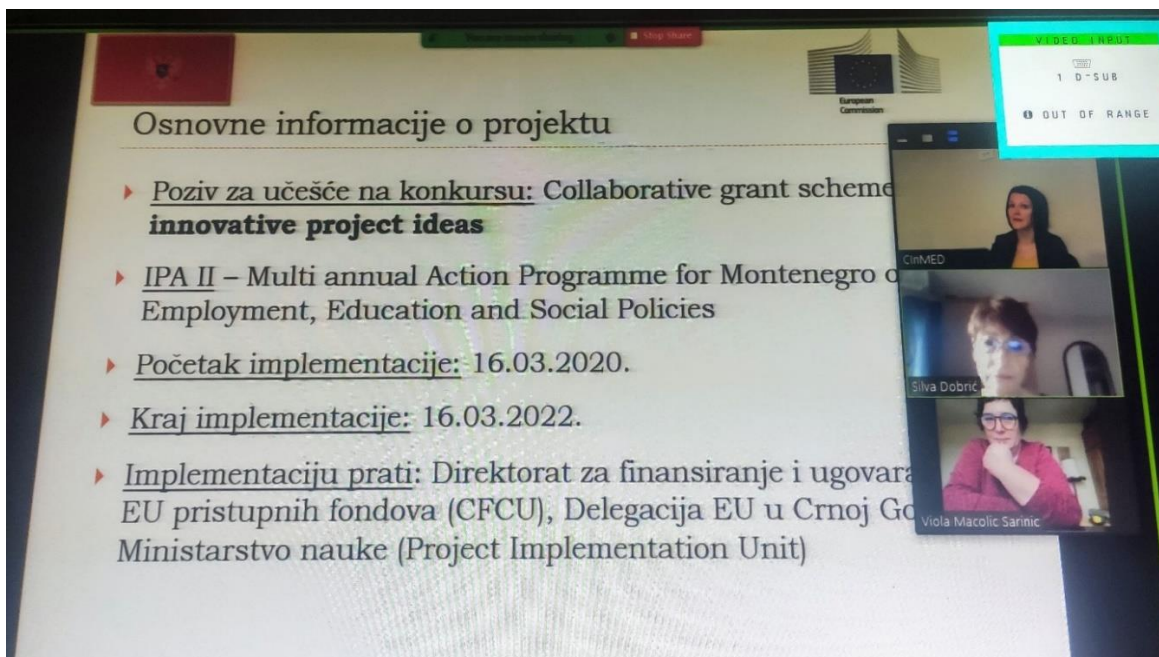 Stop Share
European
Commission
VIDEO INPUT
1 D-SUB
OUT OF RANGE
Osnovne informacije o projektu
Poziv za učešće na konkursu: Collaborative grant scheme
innovative project ideas
IPA II – Multi annual Action Programme for Montenegro
Employment, Education and Social Policies
Početak implementacije: 16.03.2020.
Kraj implementacije: 16.03.2022.
Implementaciju prati: Direktorat za finansiranje i ugovara
EU pristupnih fondova (CFCU), Delegacija EU u Crnoj Go
Ministarstvo nauke (Project Implementation Unit)
CInMED
Silva Dobrić
Viola Macolic Sarinic